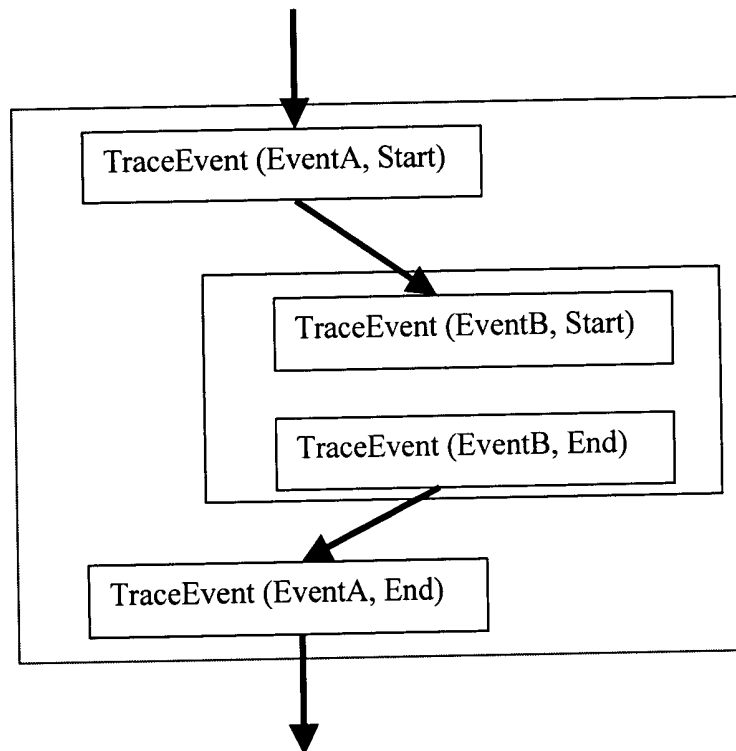 TraceEvent (EventA, Start)
TraceEvent (EventB, Start)
TraceEvent (EventB, End)
TraceEvent (EventA, End)